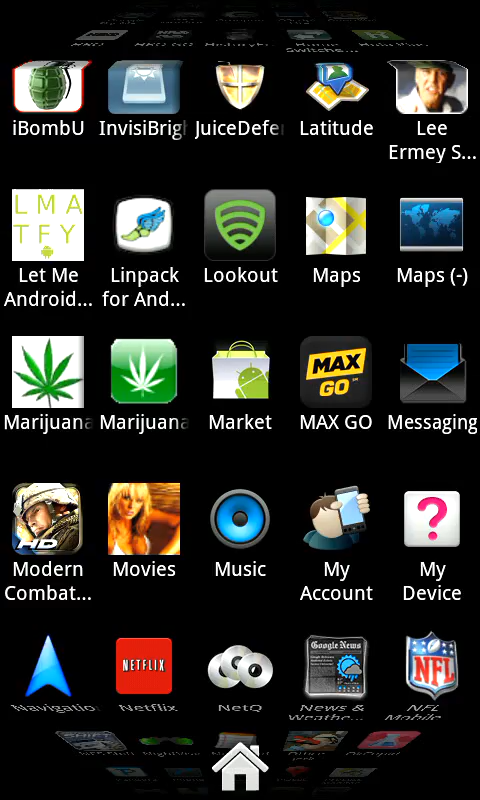 iBombU InvisiBrigh JuiceDefen Latitude Lee
Ermey S...
L M A
T F Y
Let Me Linpack Lookout Maps Maps (-)
Android... for And...
MAX
GO
Marijuana Marijuana Market MAX GO Messaging
HD
?
Modern Movies Music My My
Combat... Account Device
NETFLIX Google News NFL
Navigation Netflix NetQ News & NFL
Weathe... Mobile